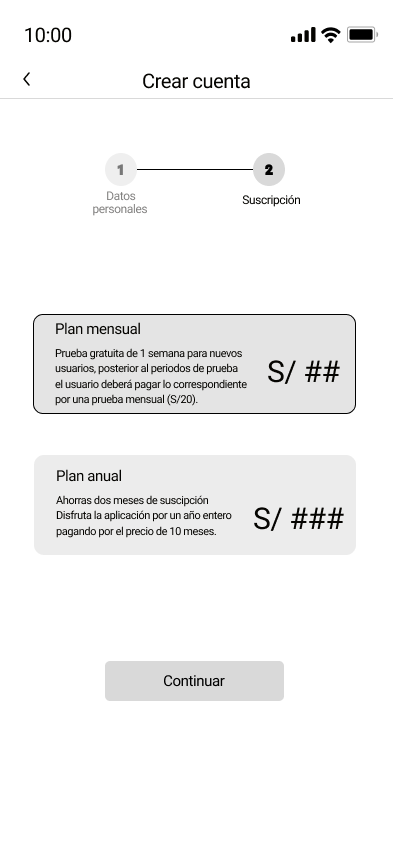 10:00
Crear cuenta
1
2
Datos
personales
Suscripción
Plan mensual
Prueba gratuita de 1 semana para nuevos
usuarios, posterior al periodos de prueba
el usuario deberá pagar lo correspondiente
por una prueba mensual (S/20).
S/ ##
Plan anual
Ahorras dos meses de suscipción
Disfruta la aplicación por un año entero
pagando por el precio de 10 meses.
S/ ###
Continuar